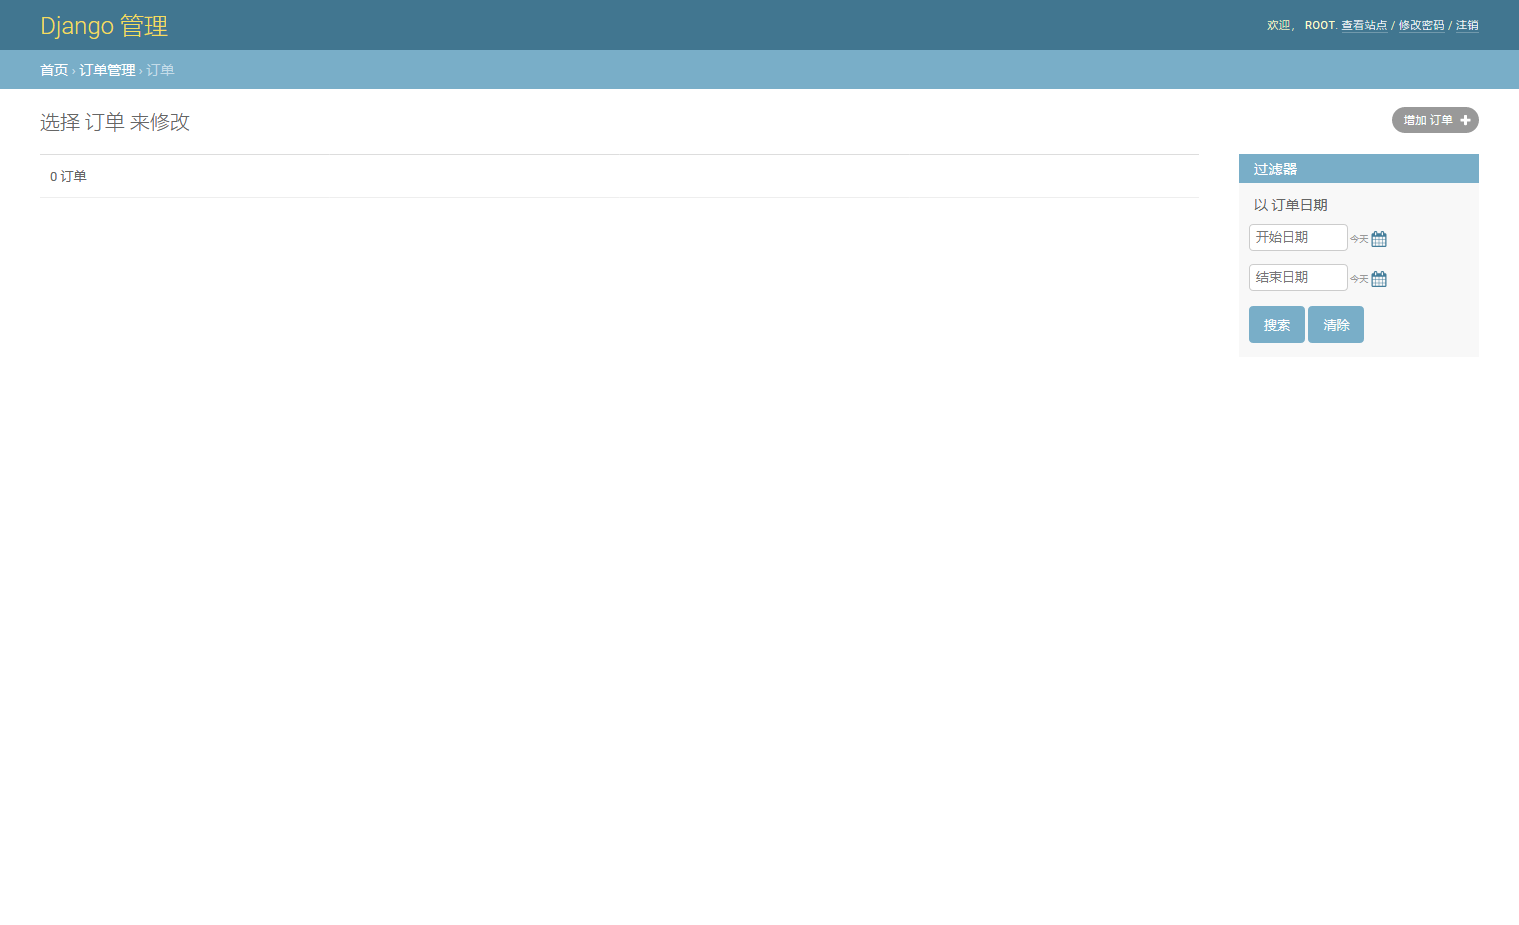 Django 管理
欢迎， ROOT. 查看站点 / 修改密码 / 注销
首页 › 订单管理 › 订单
选择 订单 来修改
增加 订单
0 订单
过滤器
以 订单日期
开始日期 今天
结束日期 今天
搜索 清除